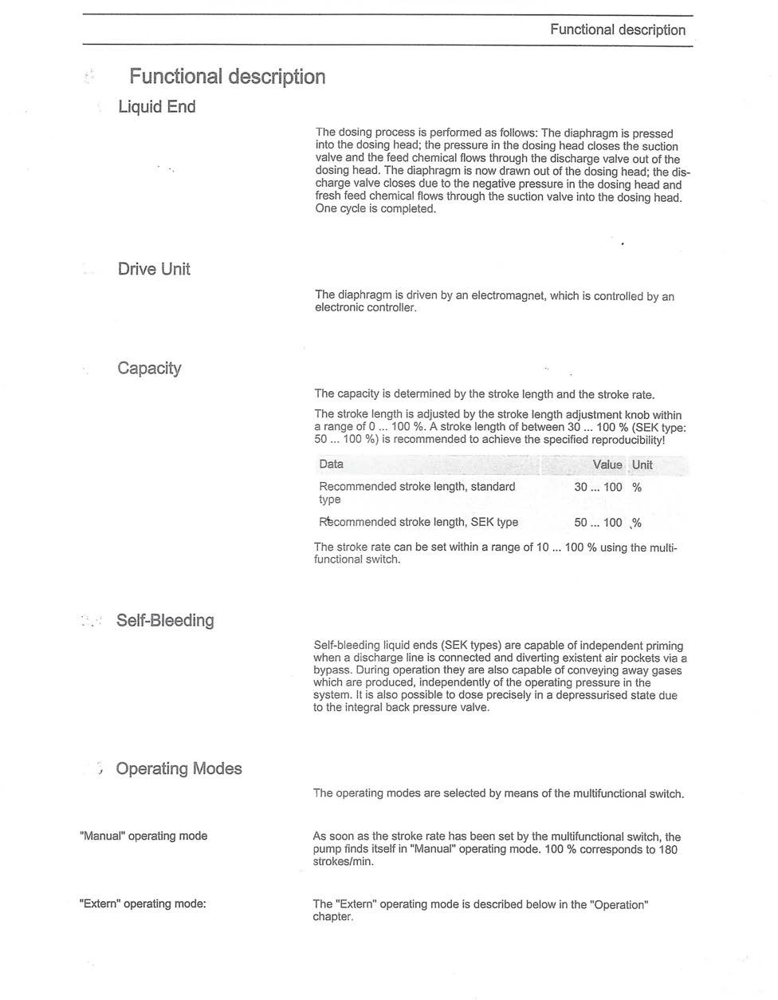 Functional description
Functional description
Liquid End
The dosing process is performed as follows: The diaphragm is pressed
into the dosing head; the pressure in the dosing head closes the suction
valve and the feed chemical flows through the discharge valve out of the
dosing head. The diaphragm is now drawn out of the dosing head; the dis-
charge valve closes due to the negative pressure in the dosing head and
fresh feed chemical flows through the suction valve into the dosing head.
One cycle is completed.
Drive Unit
The diaphragm is driven by an electromagnet, which is controlled by an
electronic controller.
Capacity
The capacity is determined by the stroke length and the stroke rate.
The stroke length is adjusted by the stroke length adjustment knob within
a range of 0 ... 100 %. A stroke length of between 30 ... 100 % (SEK type:
50 ... 100 %) is recommended to achieve the specified reproducibility!
Data Value Unit
Recommended stroke length, standard 30 ... 100 %
type
Recommended stroke length, SEK type 50 ... 100 %
The stroke rate can be set within a range of 10 ... 100 % using the multi-
functional switch.
Self-Bleeding
Self-bleeding liquid ends (SEK types) are capable of independent priming
when a discharge line is connected and diverting existent air pockets via a
bypass. During operation they are also capable of conveying away gases
which are produced, independently of the operating pressure in the
system. It is also possible to dose precisely in a depressurised state due
to the integral back pressure valve.
Operating Modes
The operating modes are selected by means of the multifunctional switch.
"Manual" operating mode As soon as the stroke rate has been set by the multifunctional switch, the
pump finds itself in "Manual" operating mode. 100 % corresponds to 180
strokes/min.
"Extern" operating mode: The "Extern" operating mode is described below in the "Operation"
chapter.